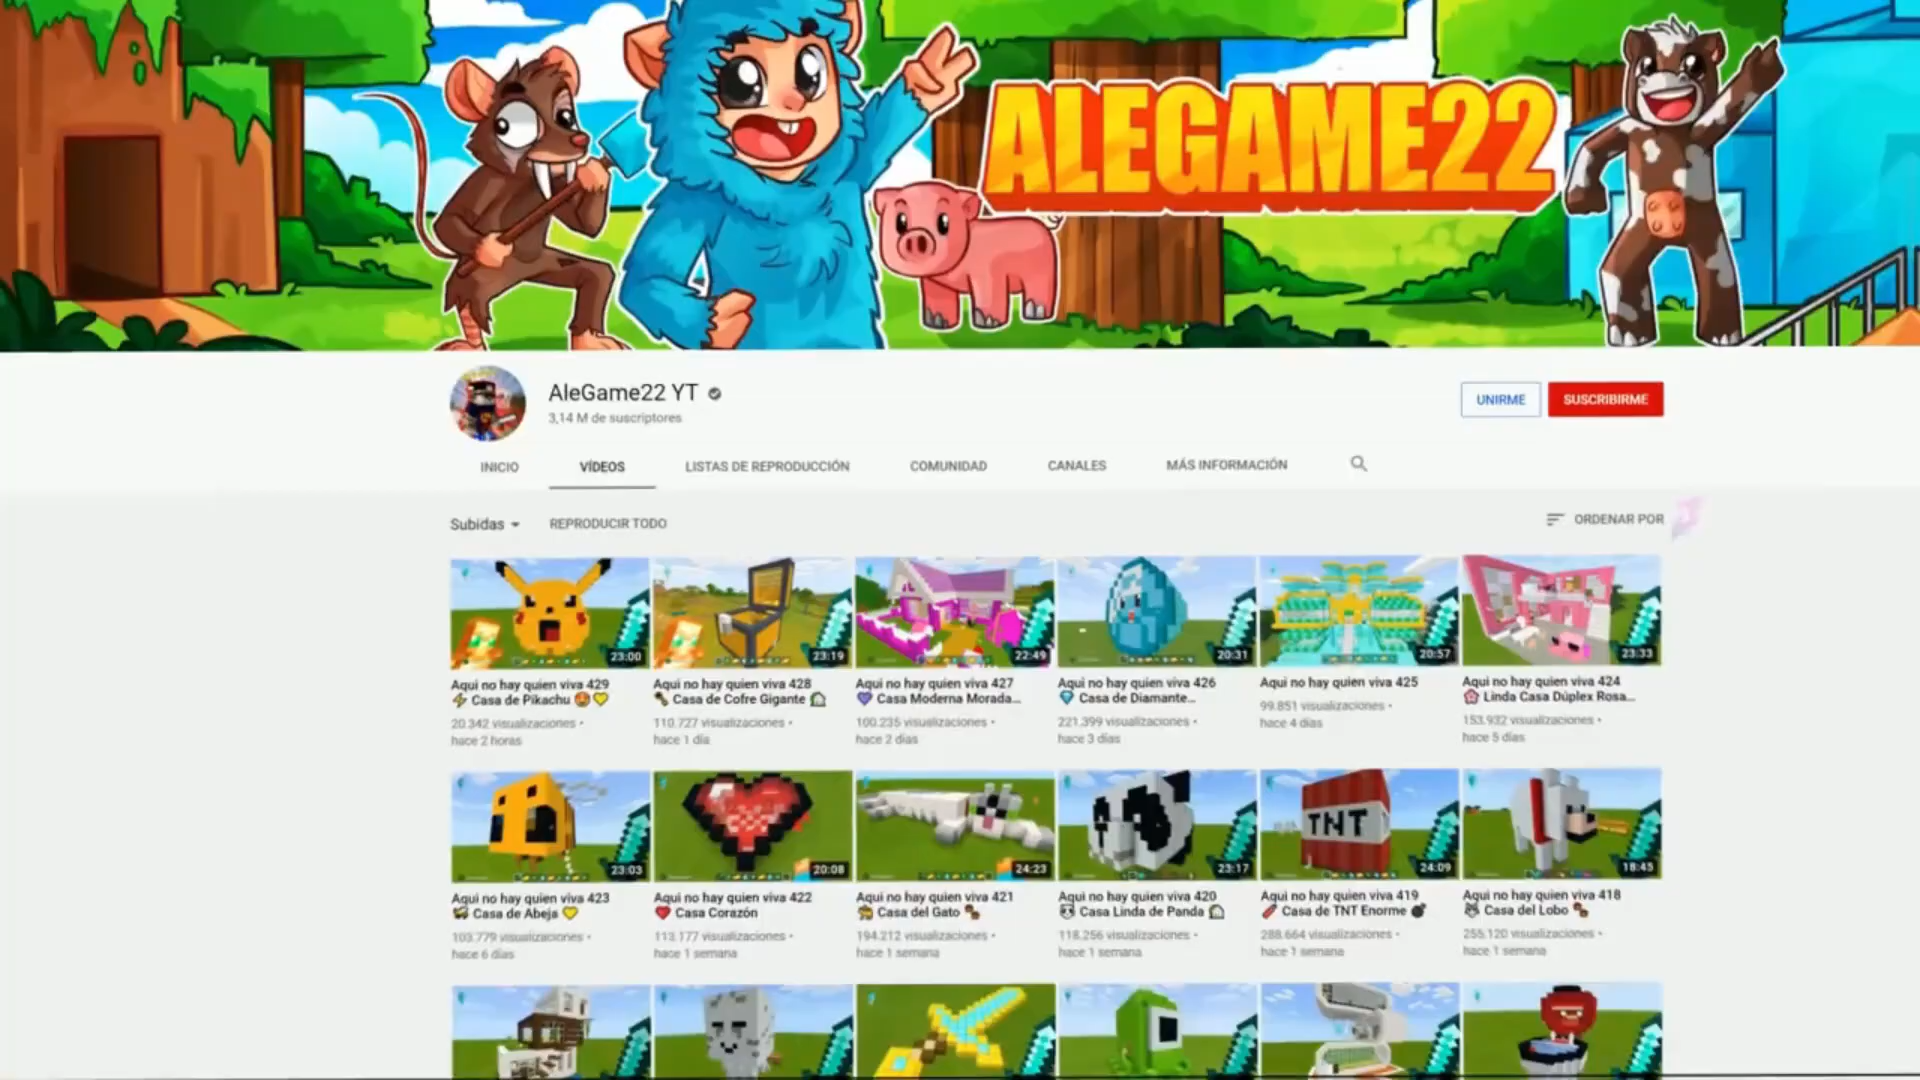 ALEGAME22
AleGame22 YT
3,14 M de suscriptores
UNIRME
SUSCRIBIRME
INICIO
VÍDEOS
LISTAS DE REPRODUCCIÓN
COMUNIDAD
CANALES
MÁS INFORMACIÓN
Subidas
REPRODUCIR TODO
ORDENAR POR
23:00
23:19
22:49
20:31
20:57
23:33
Aqui no hay quien viva 429
⚡ Casa de Pikachu 🤩💛
20.342 visualizaciones •
hace 2 horas
Aqui no hay quien viva 428
Casa de Cofre Gigante
110.727 visualizaciones •
hace 1 día
Aqui no hay quien viva 427
💜 Casa Moderna Morada...
100.235 visualizaciones •
hace 2 días
Aqui no hay quien viva 426
💎 Casa de Diamante...
221.399 visualizaciones •
hace 3 días
Aqui no hay quien viva 425
99.851 visualizaciones •
hace 4 días
Aqui no hay quien viva 424
🌸 Linda Casa Dúplex Rosa...
153.932 visualizaciones •
hace 5 días
23:03
20:08
24:23
23:17
TNT
24:09
18:45
Aqui no hay quien viva 423
Casa de Abeja 💛
103.779 visualizaciones •
hace 6 días
Aqui no hay quien viva 422
❤️ Casa Corazón
113.177 visualizaciones •
hace 1 semana
Aqui no hay quien viva 421
Casa del Gato
194.212 visualizaciones •
hace 1 semana
Aqui no hay quien viva 420
🐼 Casa Linda de Panda
118.256 visualizaciones •
hace 1 semana
Aqui no hay quien viva 419
🧨 Casa de TNT Enorme 💣
288.664 visualizaciones •
hace 1 semana
Aqui no hay quien viva 418
🐺 Casa del Lobo
255.120 visualizaciones •
hace 1 semana